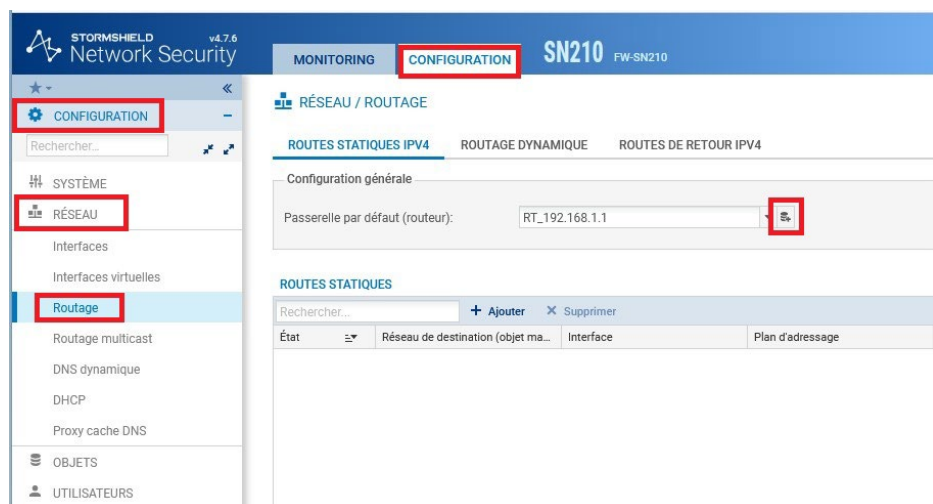 STORMSHIELD v4.7.6
Network Security
MONITORING CONFIGURATION SN210 FW-SN210
CONFIGURATION
Rechercher...
SYSTÈME
RÉSEAU
Interfaces
Interfaces virtuelles
Routage
Routage multicast
DNS dynamique
DHCP
Proxy cache DNS
OBJETS
UTILISATEURS
RÉSEAU / ROUTAGE
ROUTES STATIQUES IPV4 ROUTAGE DYNAMIQUE ROUTES DE RETOUR IPV4
Configuration générale
Passerelle par défaut (routeur): RT_192.168.1.1
ROUTES STATIQUES
Rechercher... + Ajouter × Supprimer
État Réseau de destination (objet ma... Interface Plan d'adressage